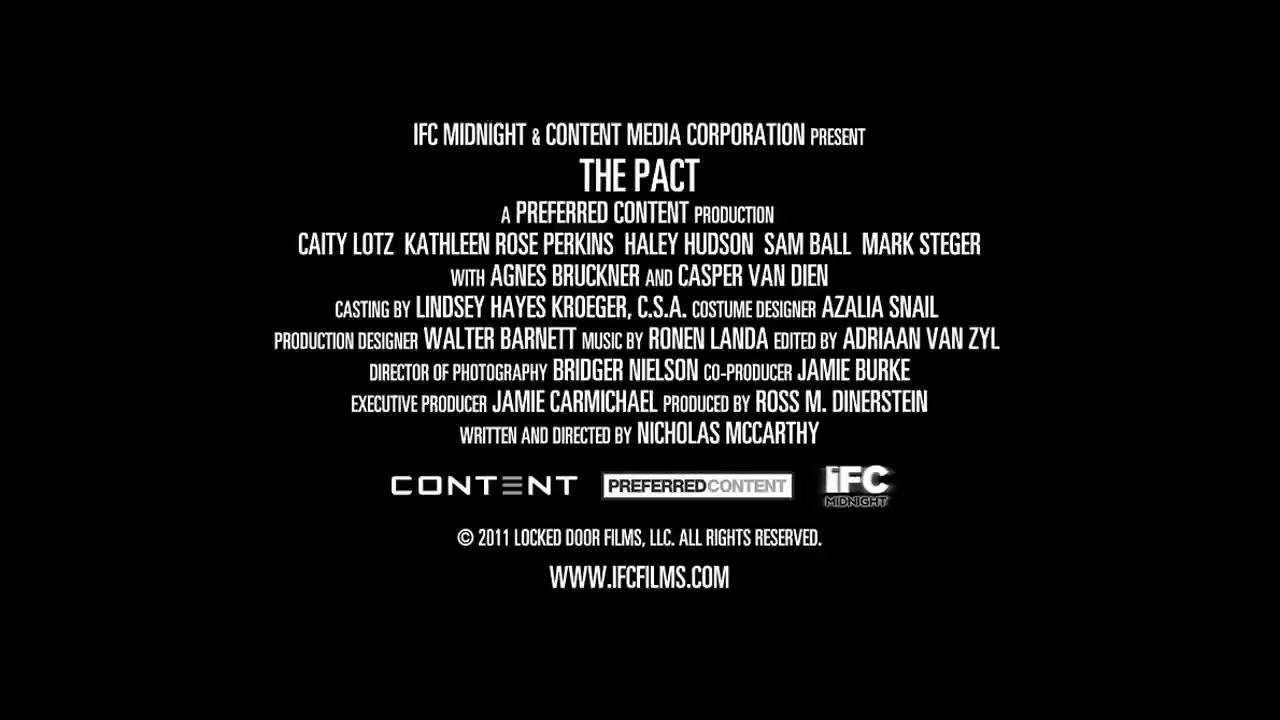 IFC MIDNIGHT & CONTENT MEDIA CORPORATION PRESENT
THE PACT
A PREFERRED CONTENT PRODUCTION
CAITY LOTZ KATHLEEN ROSE PERKINS HALEY HUDSON SAM BALL MARK STEGER
WITH AGNES BRUCKNER AND CASPER VAN DIEN
CASTING BY LINDSEY HAYES KROEGER, C.S.A. COSTUME DESIGNER AZALIA SNAIL
PRODUCTION DESIGNER WALTER BARNETT MUSIC BY RONEN LANDA EDITED BY ADRIAAN VAN ZYL
DIRECTOR OF PHOTOGRAPHY BRIDGER NIELSON CO-PRODUCER JAMIE BURKE
EXECUTIVE PRODUCER JAMIE CARMICHAEL PRODUCED BY ROSS M. DINERSTEIN
WRITTEN AND DIRECTED BY NICHOLAS MCCARTHY
CONTENT PREFERREDCONTENT IFC MIDNIGHT
© 2011 LOCKED DOOR FILMS, LLC. ALL RIGHTS RESERVED.
WWW.IFCFILMS.COM